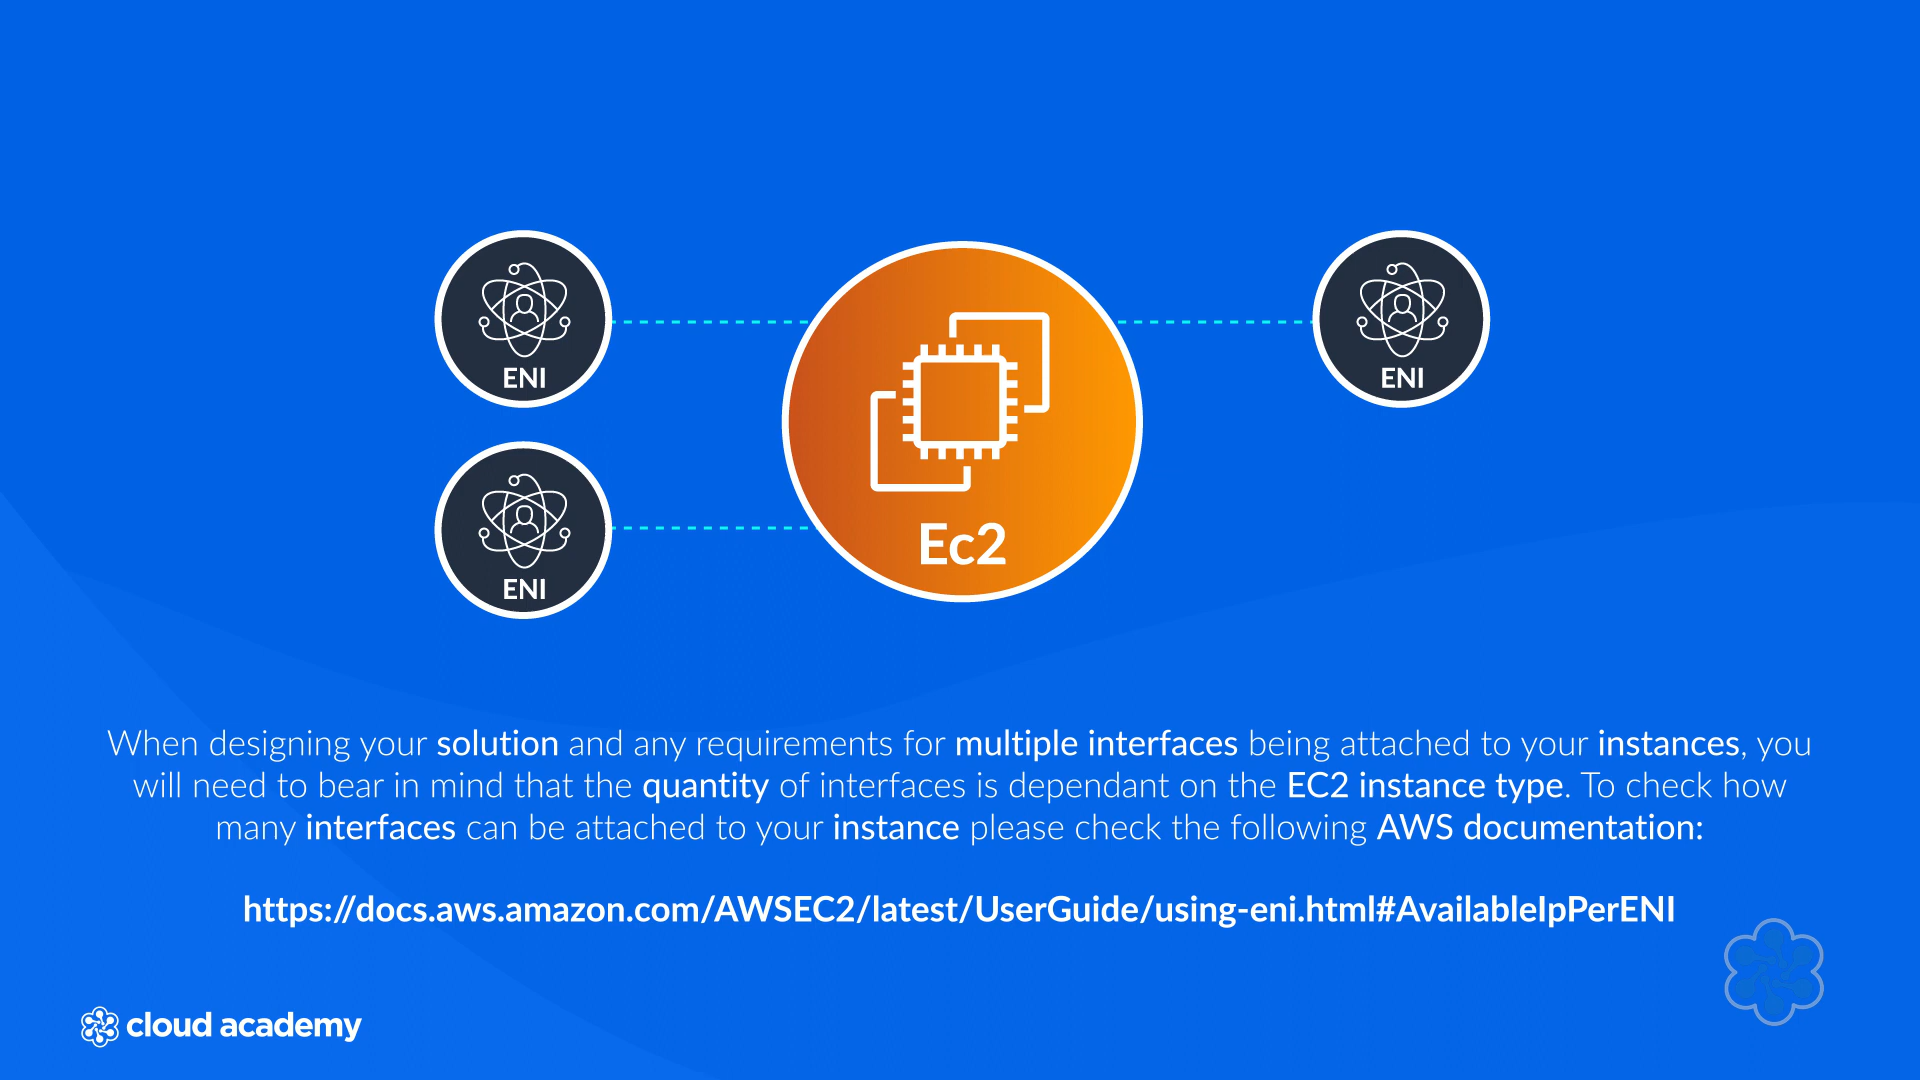 ENI
ENI
ENI
Ec2
When designing your solution and any requirements for multiple interfaces being attached to your instances, you
will need to bear in mind that the quantity of interfaces is dependant on the EC2 instance type. To check how
many interfaces can be attached to your instance please check the following AWS documentation:
https://docs.aws.amazon.com/AWSEC2/latest/UserGuide/using-eni.html#AvailableIpPerENI
cloud academy